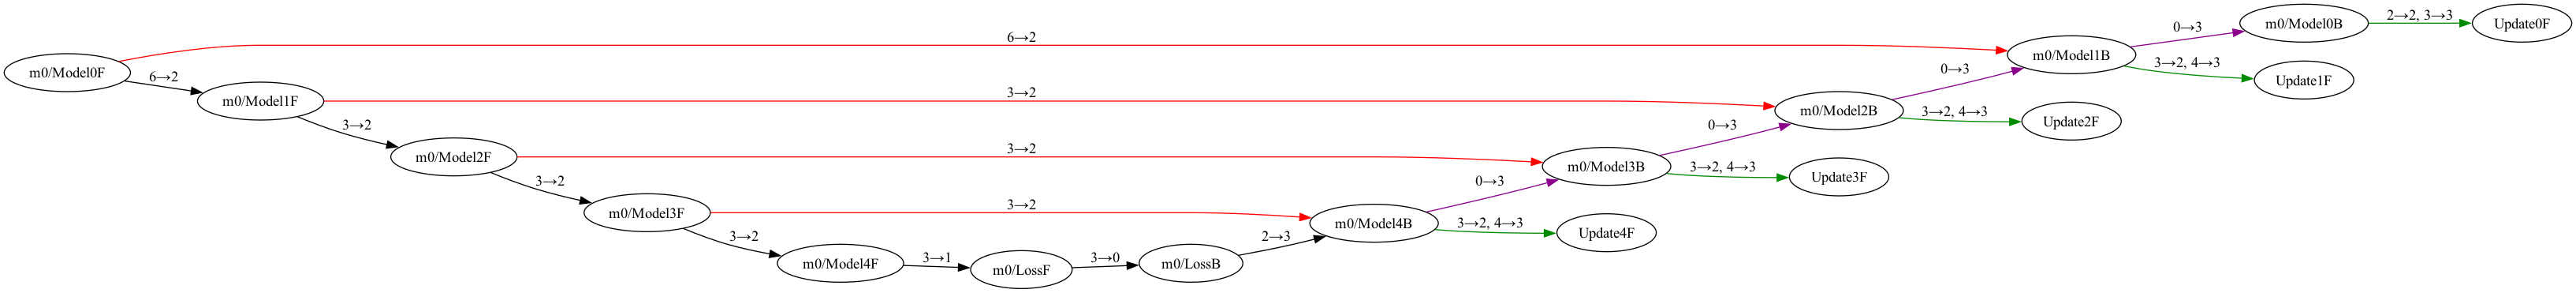 m0/Model0B
2→2, 3→3
Update0F
0→3
6→2
m0/Model1B
m0/Model0F
6→2
3→2, 4→3
Update1F
0→3
m0/Model1F
3→2
m0/Model2B
3→2, 4→3
Update2F
3→2
0→3
m0/Model2F
3→2
m0/Model3B
3→2, 4→3
Update3F
3→2
0→3
m0/Model3F
3→2
m0/Model4B
3→2, 4→3
Update4F
3→2
2→3
m0/Model4F
3→1
m0/LossF
3→0
m0/LossB